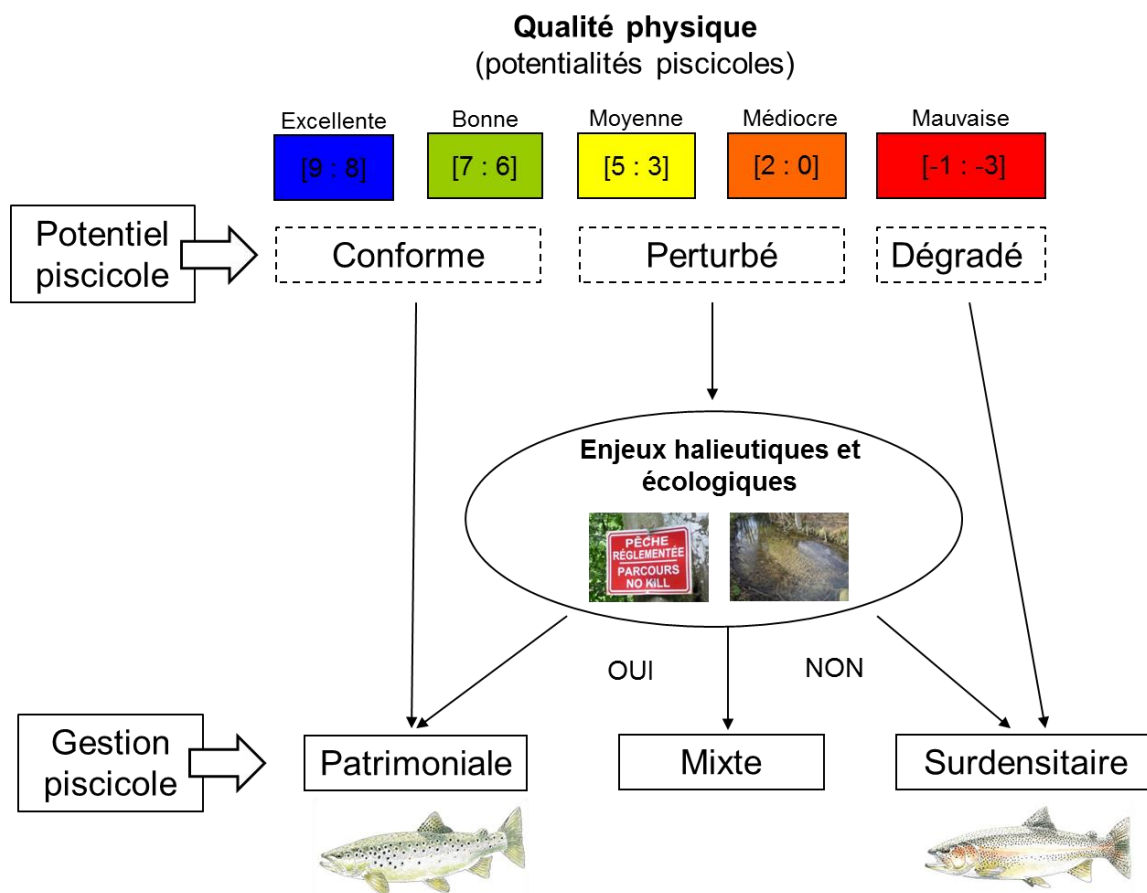 Qualité physique
(potentialités piscicoles)
Excellente
Bonne
Moyenne
Médiocre
Mauvaise
[9 : 8]
[7 : 6]
[5 : 3]
[2 : 0]
[-1 : -3]
Potentiel
piscicole
Conforme
Perturbé
Dégradé
Enjeux halieutiques et
écologiques
PÊCHE
RÉGLEMENTÉE
PARCOURS
NO KILL
OUI
NON
Gestion
piscicole
Patrimoniale
Mixte
Surdensitaire